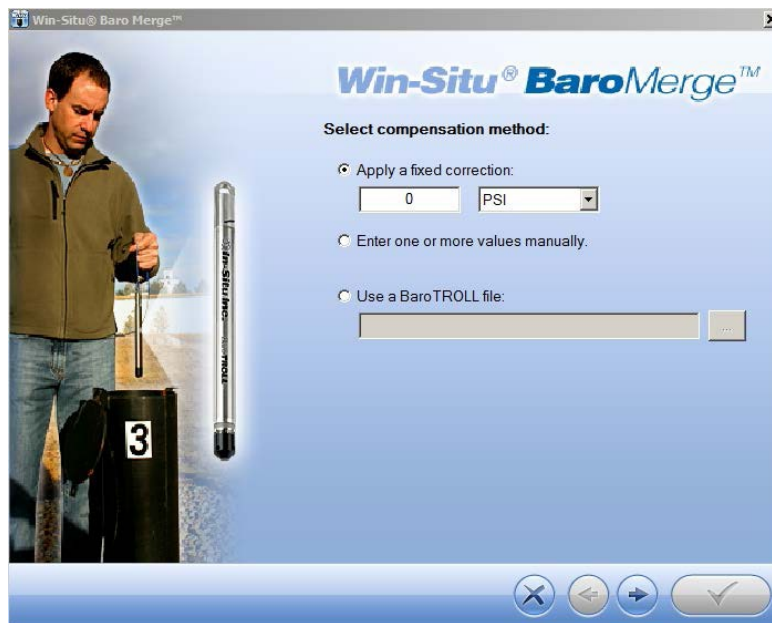 Win-Situ® Baro Merge™
Win-Situ® BaroMerge™
Select compensation method:
Apply a fixed correction:
0 PSI
Enter one or more values manually.
Use a BaroTROLL file:
...
In-Situ Inc.
BaroTROLL
3